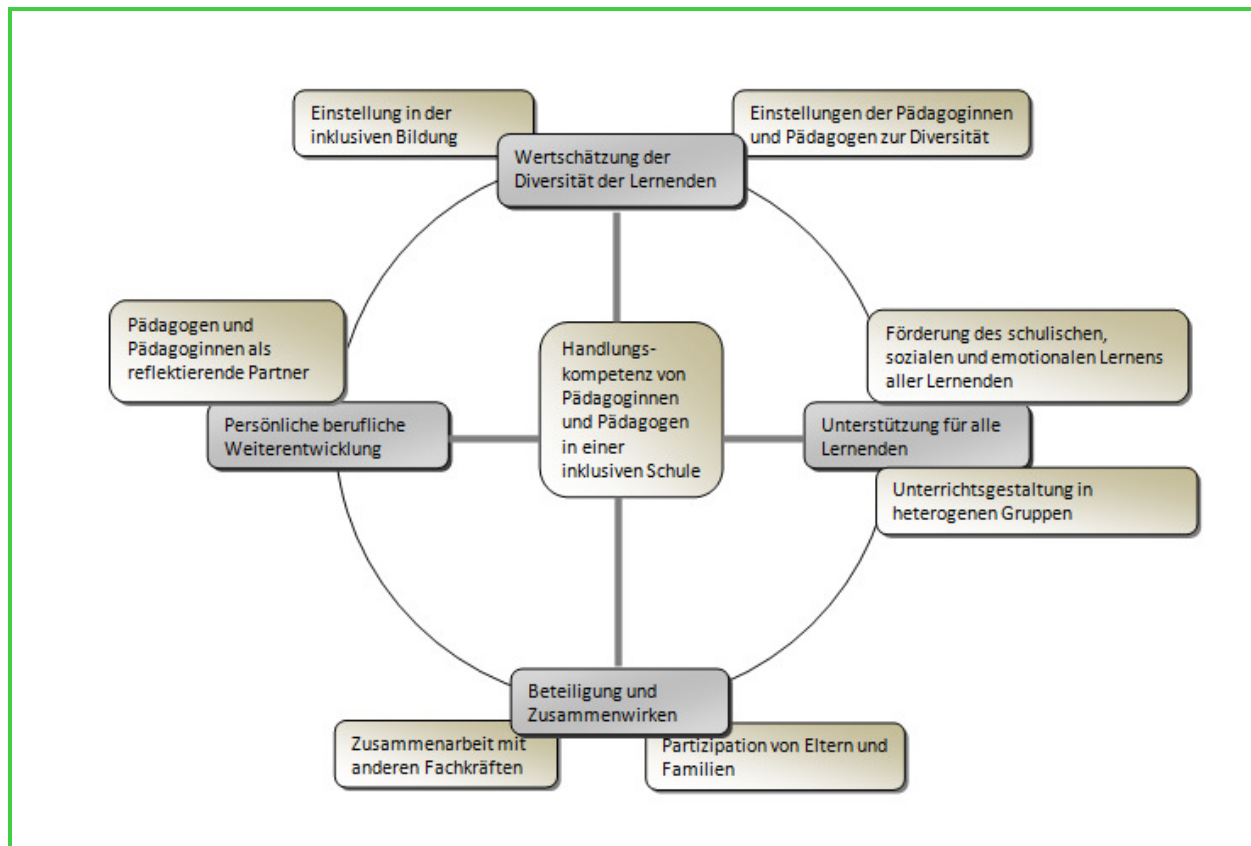 Einstellung in der
inklusiven Bildung
Einstellungen der Pädagoginnen
und Pädagogen zur Diversität
Wertschätzung der
Diversität der Lernenden
Pädagogen und
Pädagoginnen als
reflektierende Partner
Persönliche berufliche
Weiterentwicklung
Handlungs-
kompetenz von
Pädagoginnen
und Pädagogen
in einer
inklusiven Schule
Förderung des schulischen,
sozialen und emotionalen Lernens
aller Lernenden
Unterstützung für alle
Lernenden
Unterrichtsgestaltung in
heterogenen Gruppen
Beteiligung und
Zusammenwirken
Zusammenarbeit mit
anderen Fachkräften
Partizipation von Eltern und
Familien